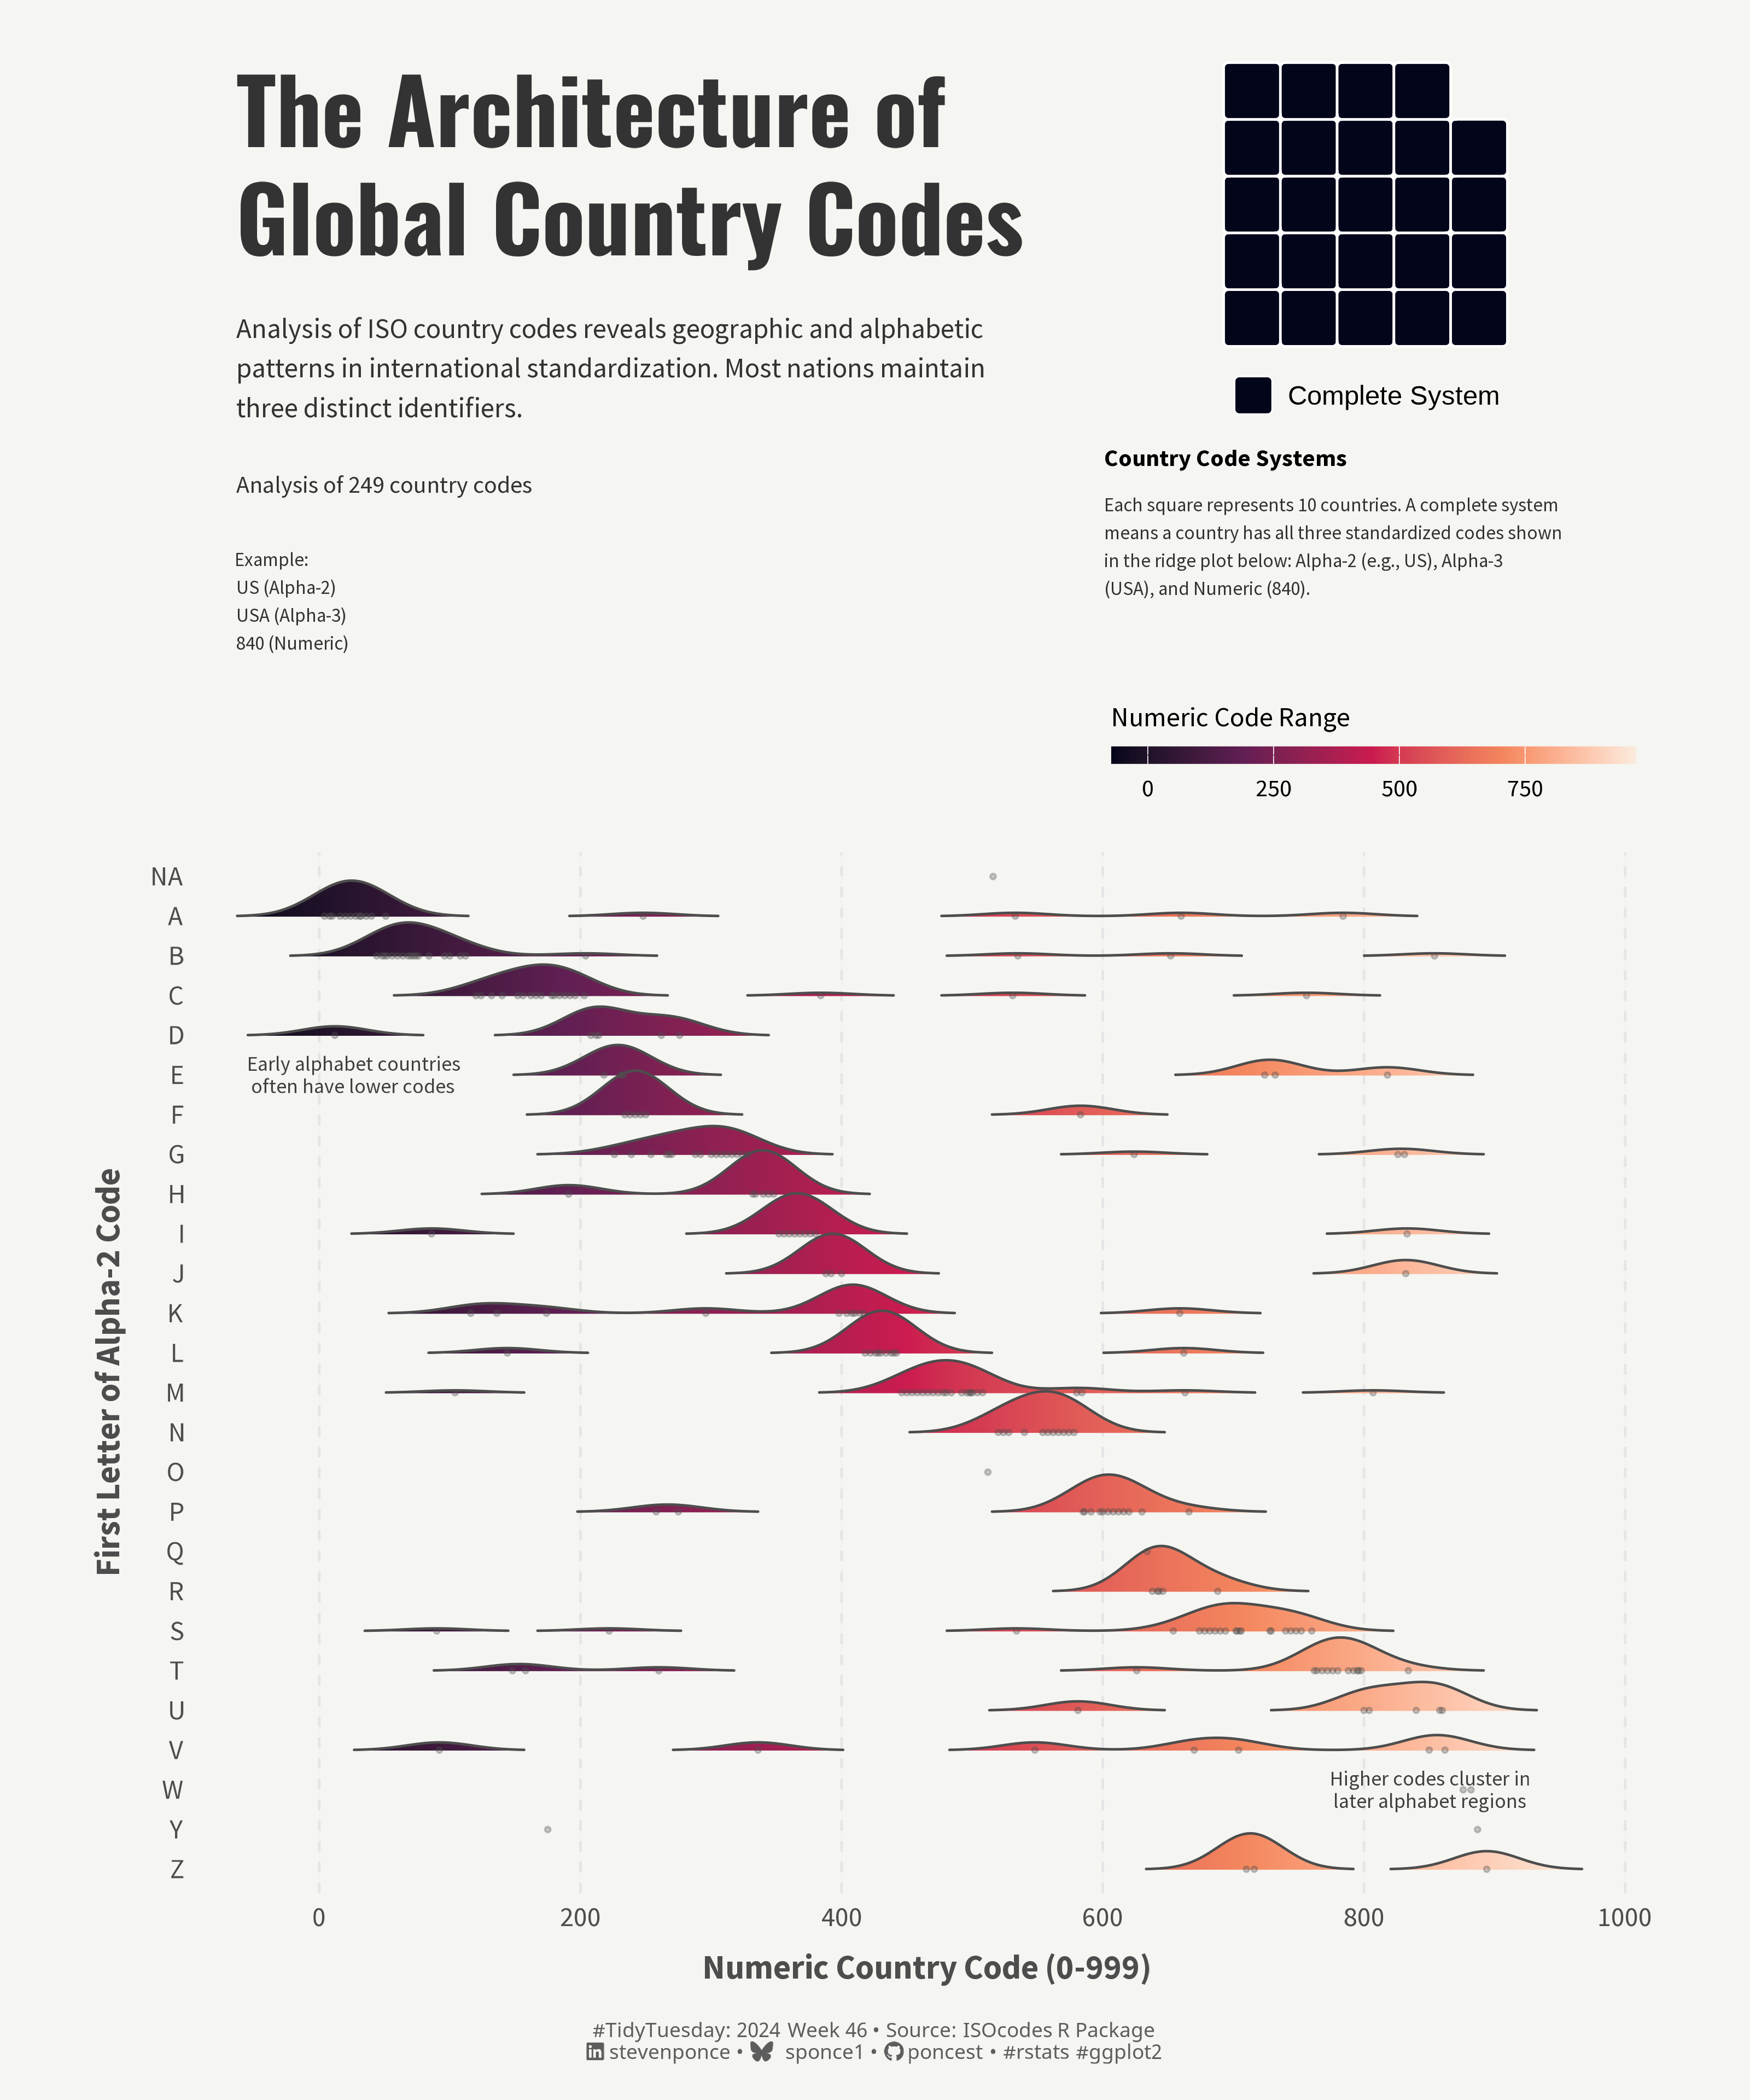 The Architecture of
Global Country Codes
Analysis of ISO country codes reveals geographic and alphabetic
patterns in international standardization. Most nations maintain
three distinct identifiers.
Analysis of 249 country codes
Example:
US (Alpha-2)
USA (Alpha-3)
840 (Numeric)
Complete System
Country Code Systems
Each square represents 10 countries. A complete system
means a country has all three standardized codes shown
in the ridge plot below: Alpha-2 (e.g., US), Alpha-3
(USA), and Numeric (840).
Numeric Code Range
0 250 500 750
First Letter of Alpha-2 Code
NA
A
B
C
D
Early alphabet countries
often have lower codes
E
F
G
H
I
J
K
L
M
N
O
P
Q
R
S
T
U
V
W
Higher codes cluster in
later alphabet regions
Y
Z
0 200 400 600 800 1000
Numeric Country Code (0-999)
#TidyTuesday: 2024 Week 46 • Source: ISOcodes R Package
in stevenponce • sponce1 • poncest • #rstats #ggplot2